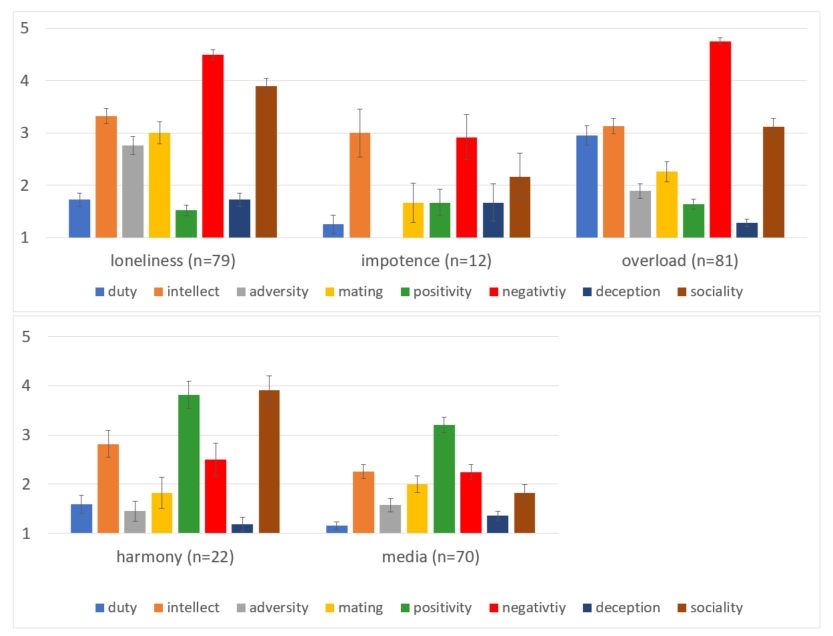 5
4
3
2
1
loneliness (n=79) impotence (n=12) overload (n=81)
duty intellect adversity mating positivity negativtiy deception sociality
5
4
3
2
1
harmony (n=22) media (n=70)
duty intellect adversity mating positivity negativtiy deception sociality